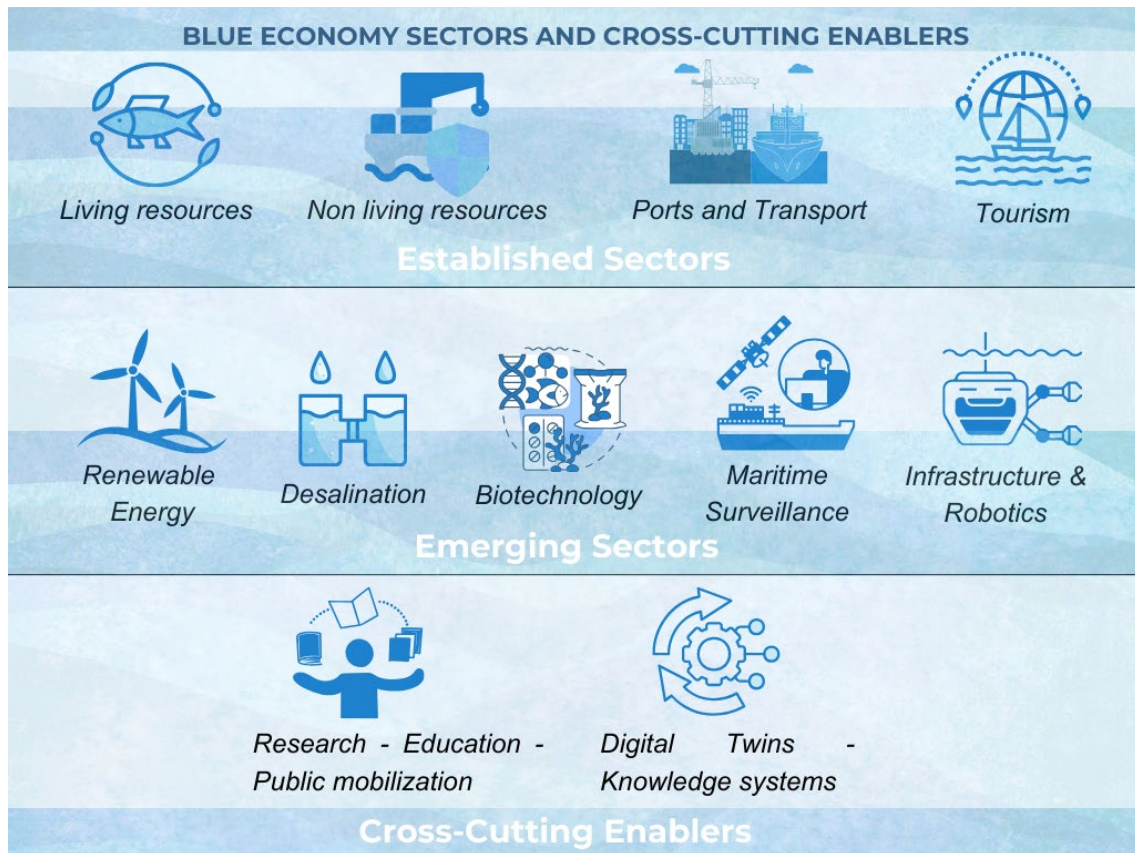 BLUE ECONOMY SECTORS AND CROSS-CUTTING ENABLERS
Living resources
Non living resources
Ports and Transport
Tourism
Established Sectors
Renewable
Energy
Desalination
Biotechnology
Maritime
Surveillance
Infrastructure &
Robotics
Emerging Sectors
Research - Education -
Public mobilization
Digital Twins -
Knowledge systems
Cross-Cutting Enablers